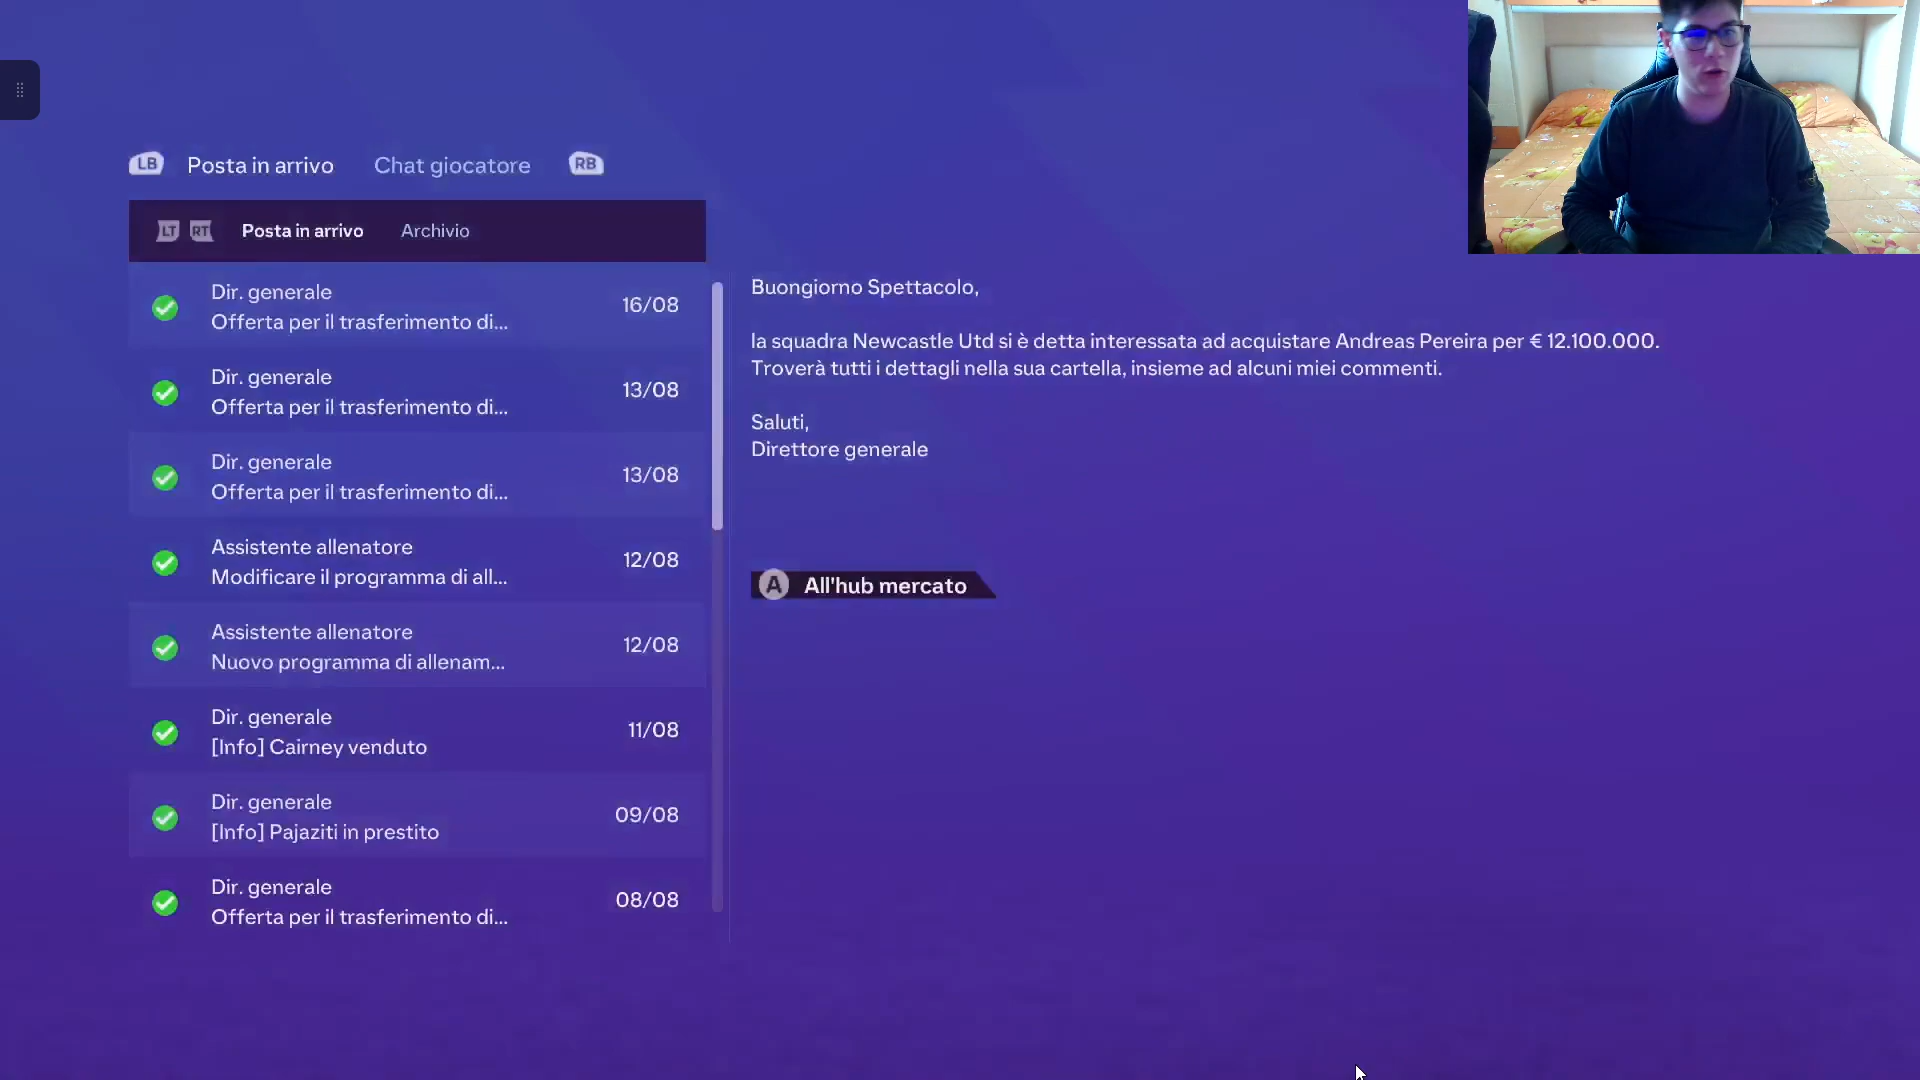 LB Posta in arrivo Chat giocatore RB
LT RT Posta in arrivo Archivio
Dir. generale
Offerta per il trasferimento di...
16/08
Dir. generale
Offerta per il trasferimento di...
13/08
Dir. generale
Offerta per il trasferimento di...
13/08
Assistente allenatore
Modificare il programma di all...
12/08
Assistente allenatore
Nuovo programma di allenam...
12/08
Dir. generale
[Info] Cairney venduto
11/08
Dir. generale
[Info] Pajaziti in prestito
09/08
Dir. generale
Offerta per il trasferimento di...
08/08
Buongiorno Spettacolo,
la squadra Newcastle Utd si è detta interessata ad acquistare Andreas Pereira per € 12.100.000.
Troverà tutti i dettagli nella sua cartella, insieme ad alcuni miei commenti.
Saluti,
Direttore generale
A All'hub mercato